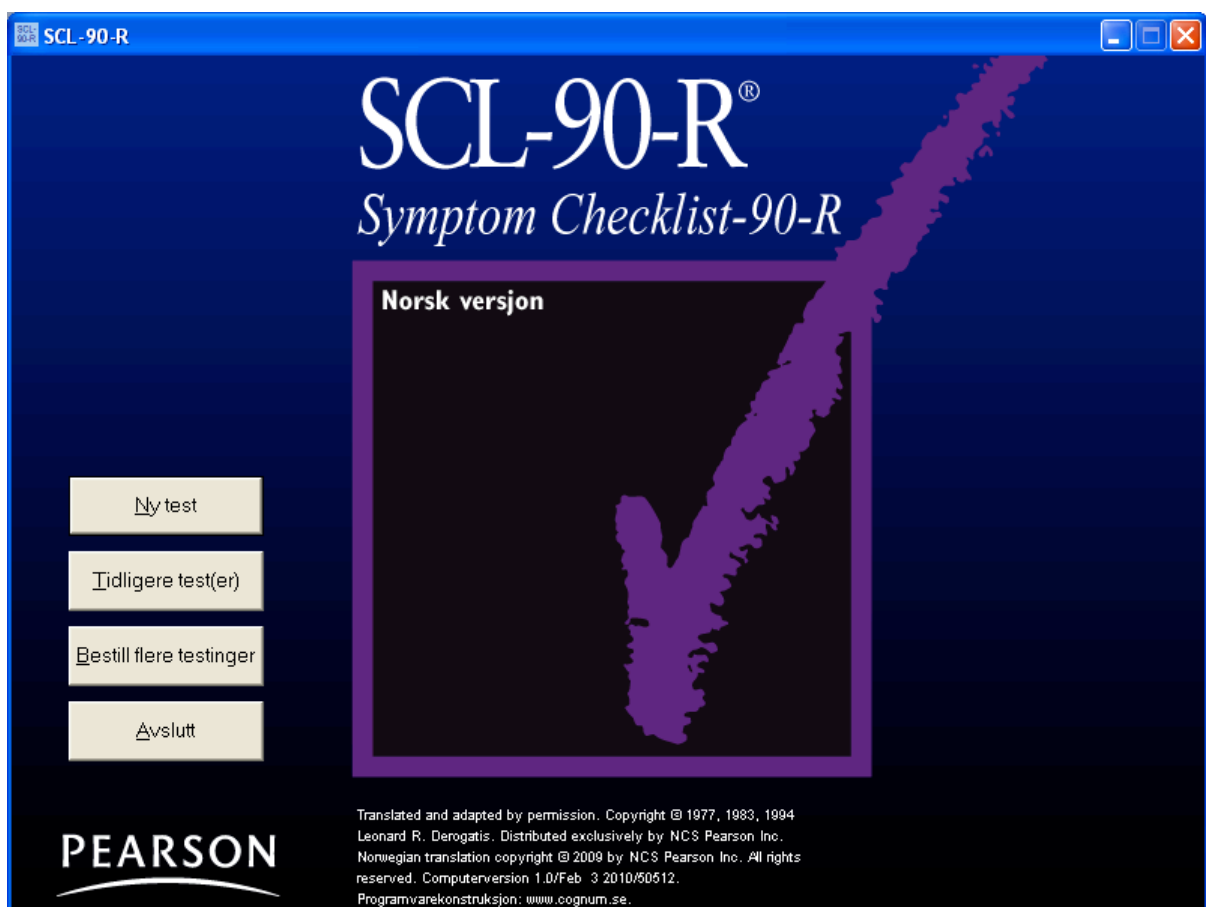 SCL-90-R
SCL-90-R
SCL-90-R®
Symptom Checklist-90-R
Norsk versjon
Ny test
Tidligere test(er)
Bestill flere testinger
Avslutt
PEARSON
Translated and adapted by permission. Copyright © 1977, 1983, 1994
Leonard R. Derogatis. Distributed exclusively by NCS Pearson Inc.
Norwegian translation copyright © 2009 by NCS Pearson Inc. All rights
reserved. Computerversion 1.0/Feb 3 2010/50512.
Programvarekonstruksjon: www.cognum.se.